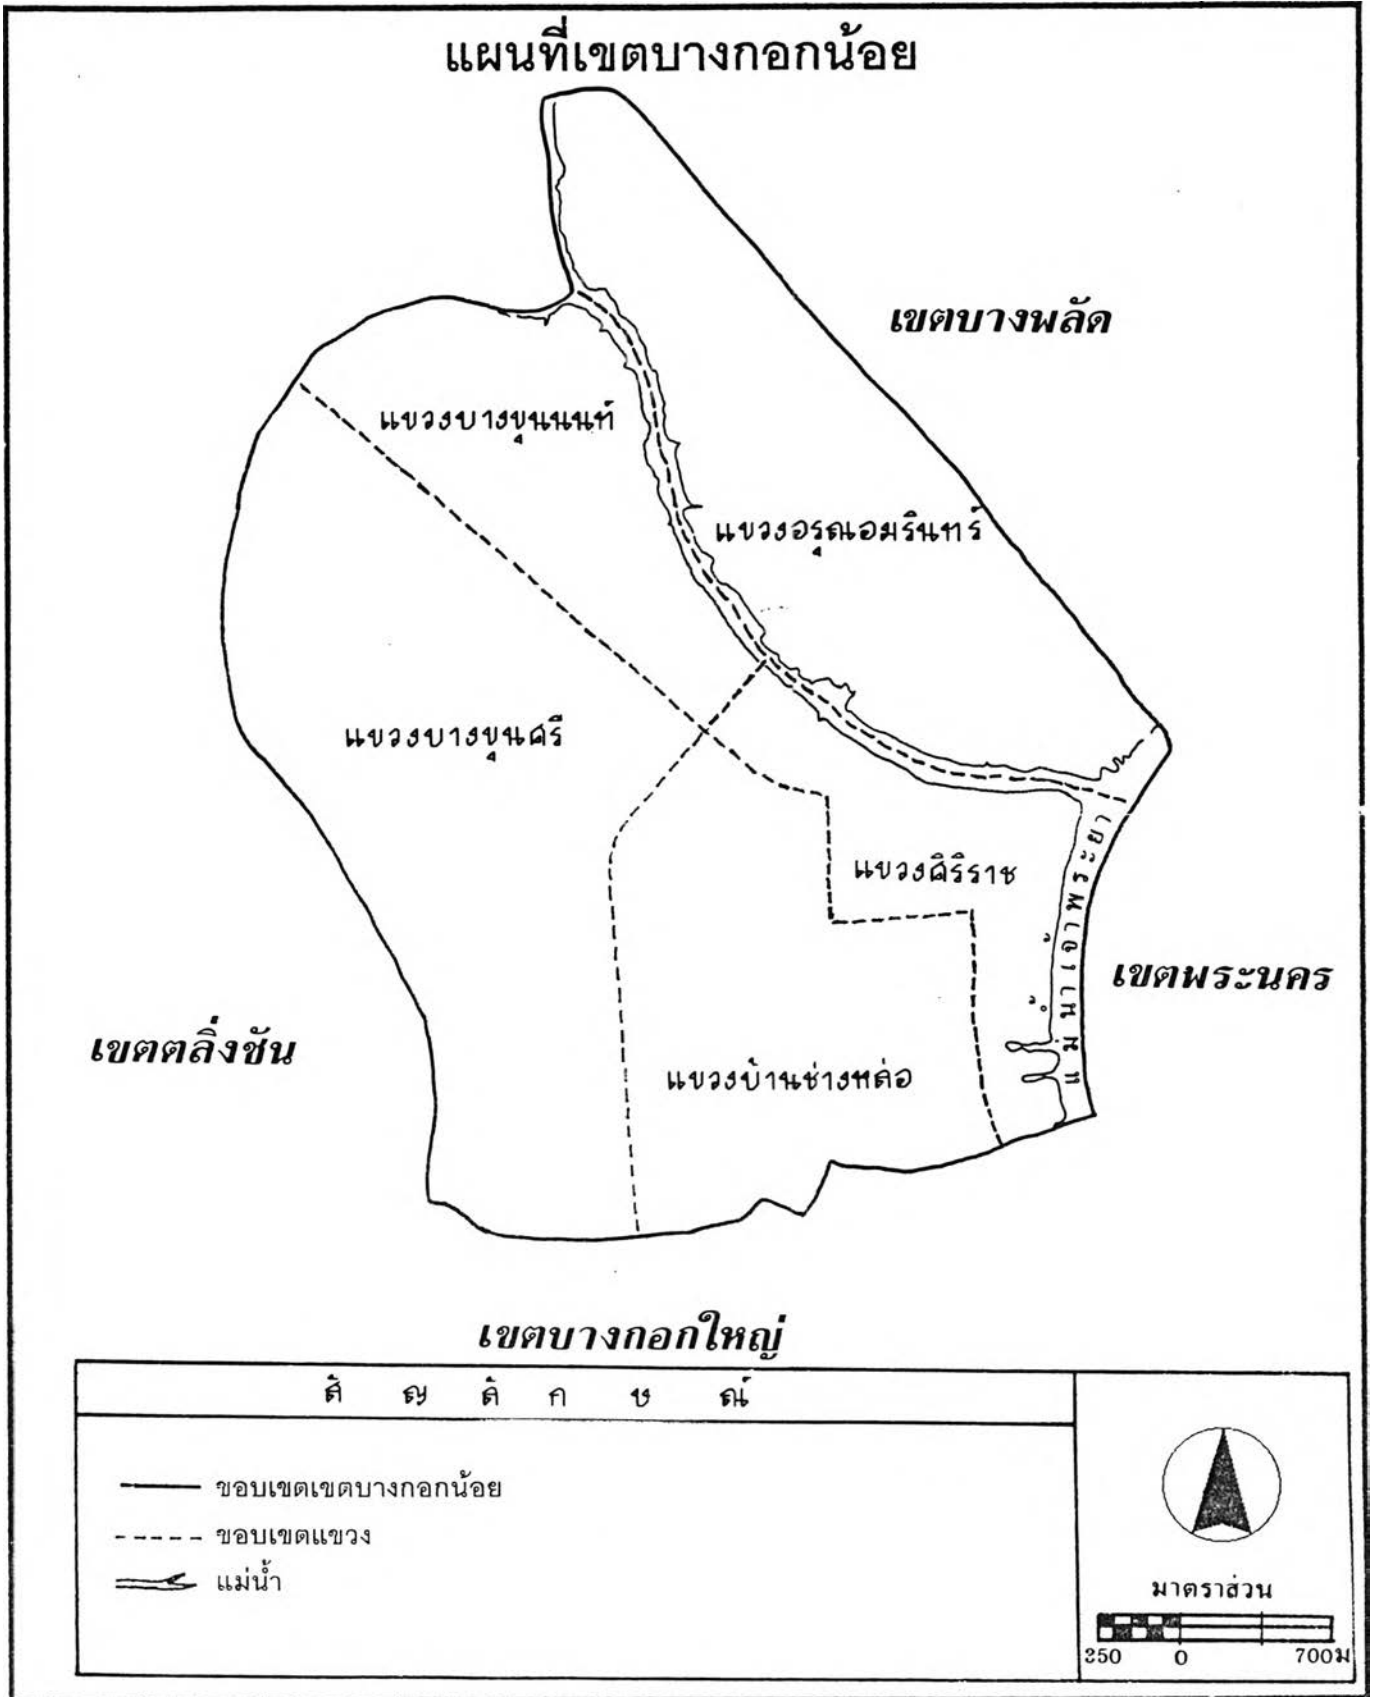 แผนที่เขตบางกอกน้อย
เขตบางพลัด
แขวงบางขุนนนท์
แขวงอรุณอมรินทร์
แขวงบางขุนศรี
แขวงศิริราช
แม่น้ำเจ้าพระยา
เขตพระนคร
เขตตลิ่งชัน
แขวงบ้านช่างหล่อ
เขตบางกอกใหญ่
สัญลักษณ์
ขอบเขตเขตบางกอกน้อย
ขอบเขตแขวง
แม่น้ำ
มาตราส่วน
250 0 700ม